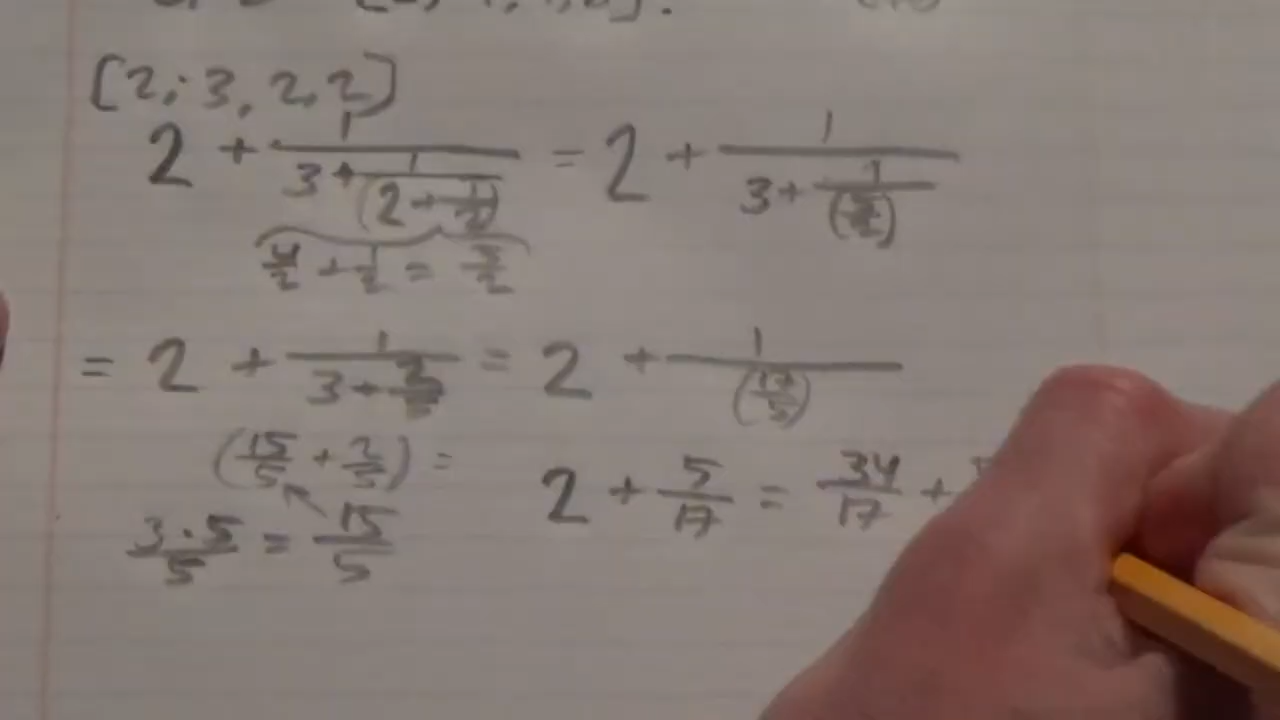 [2; 3, 2, 2]
2 + 1/(3 + 1/(2 + 1/2)) = 2 + 1/(3 + 1/(5/2))
4/2 + 1/2 = 5/2
= 2 + 1/(3 + 2/5) = 2 + 1/(17/5)
(15/5 + 2/5) =
2 + 5/17 = 34/17 +
3·5/5 = 15/5